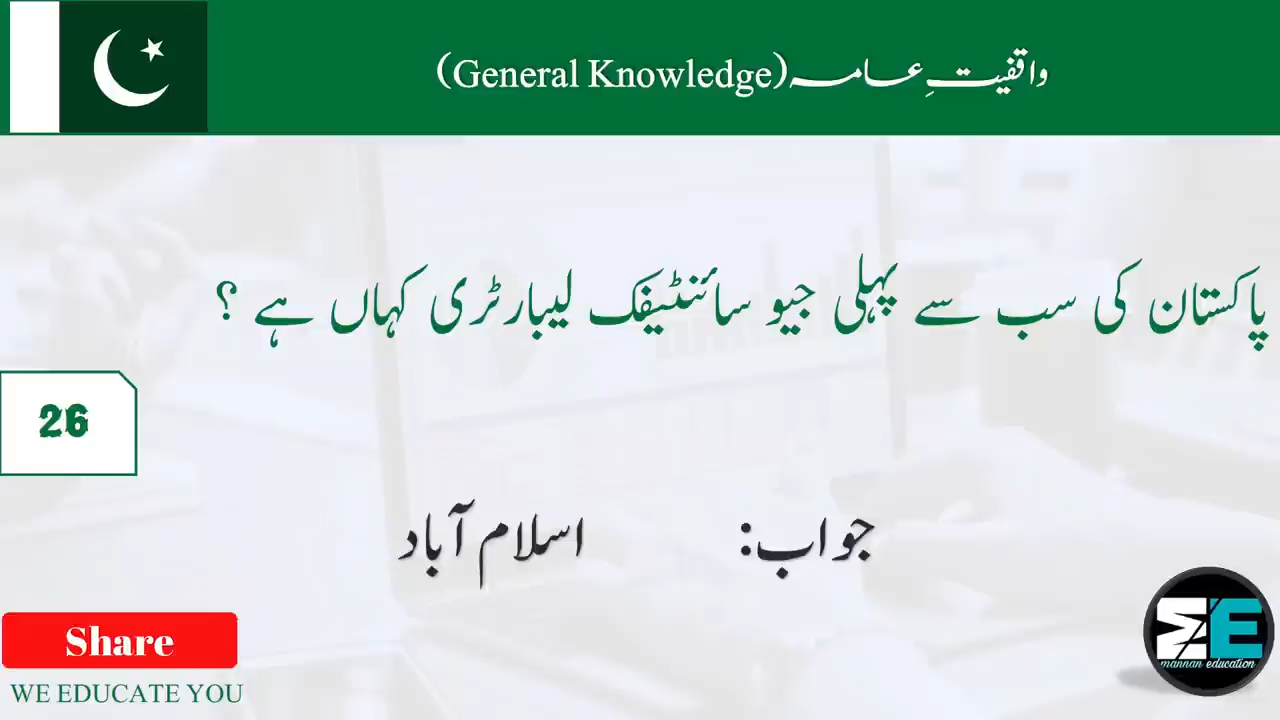 واقفیتِ عامہ(General Knowledge)
پاکستان کی سب سے پہلی جیو سائنٹیفک لیبارٹری کہاں ہے ؟
26
جواب: اسلام آباد
Share
WE EDUCATE YOU
mannan education